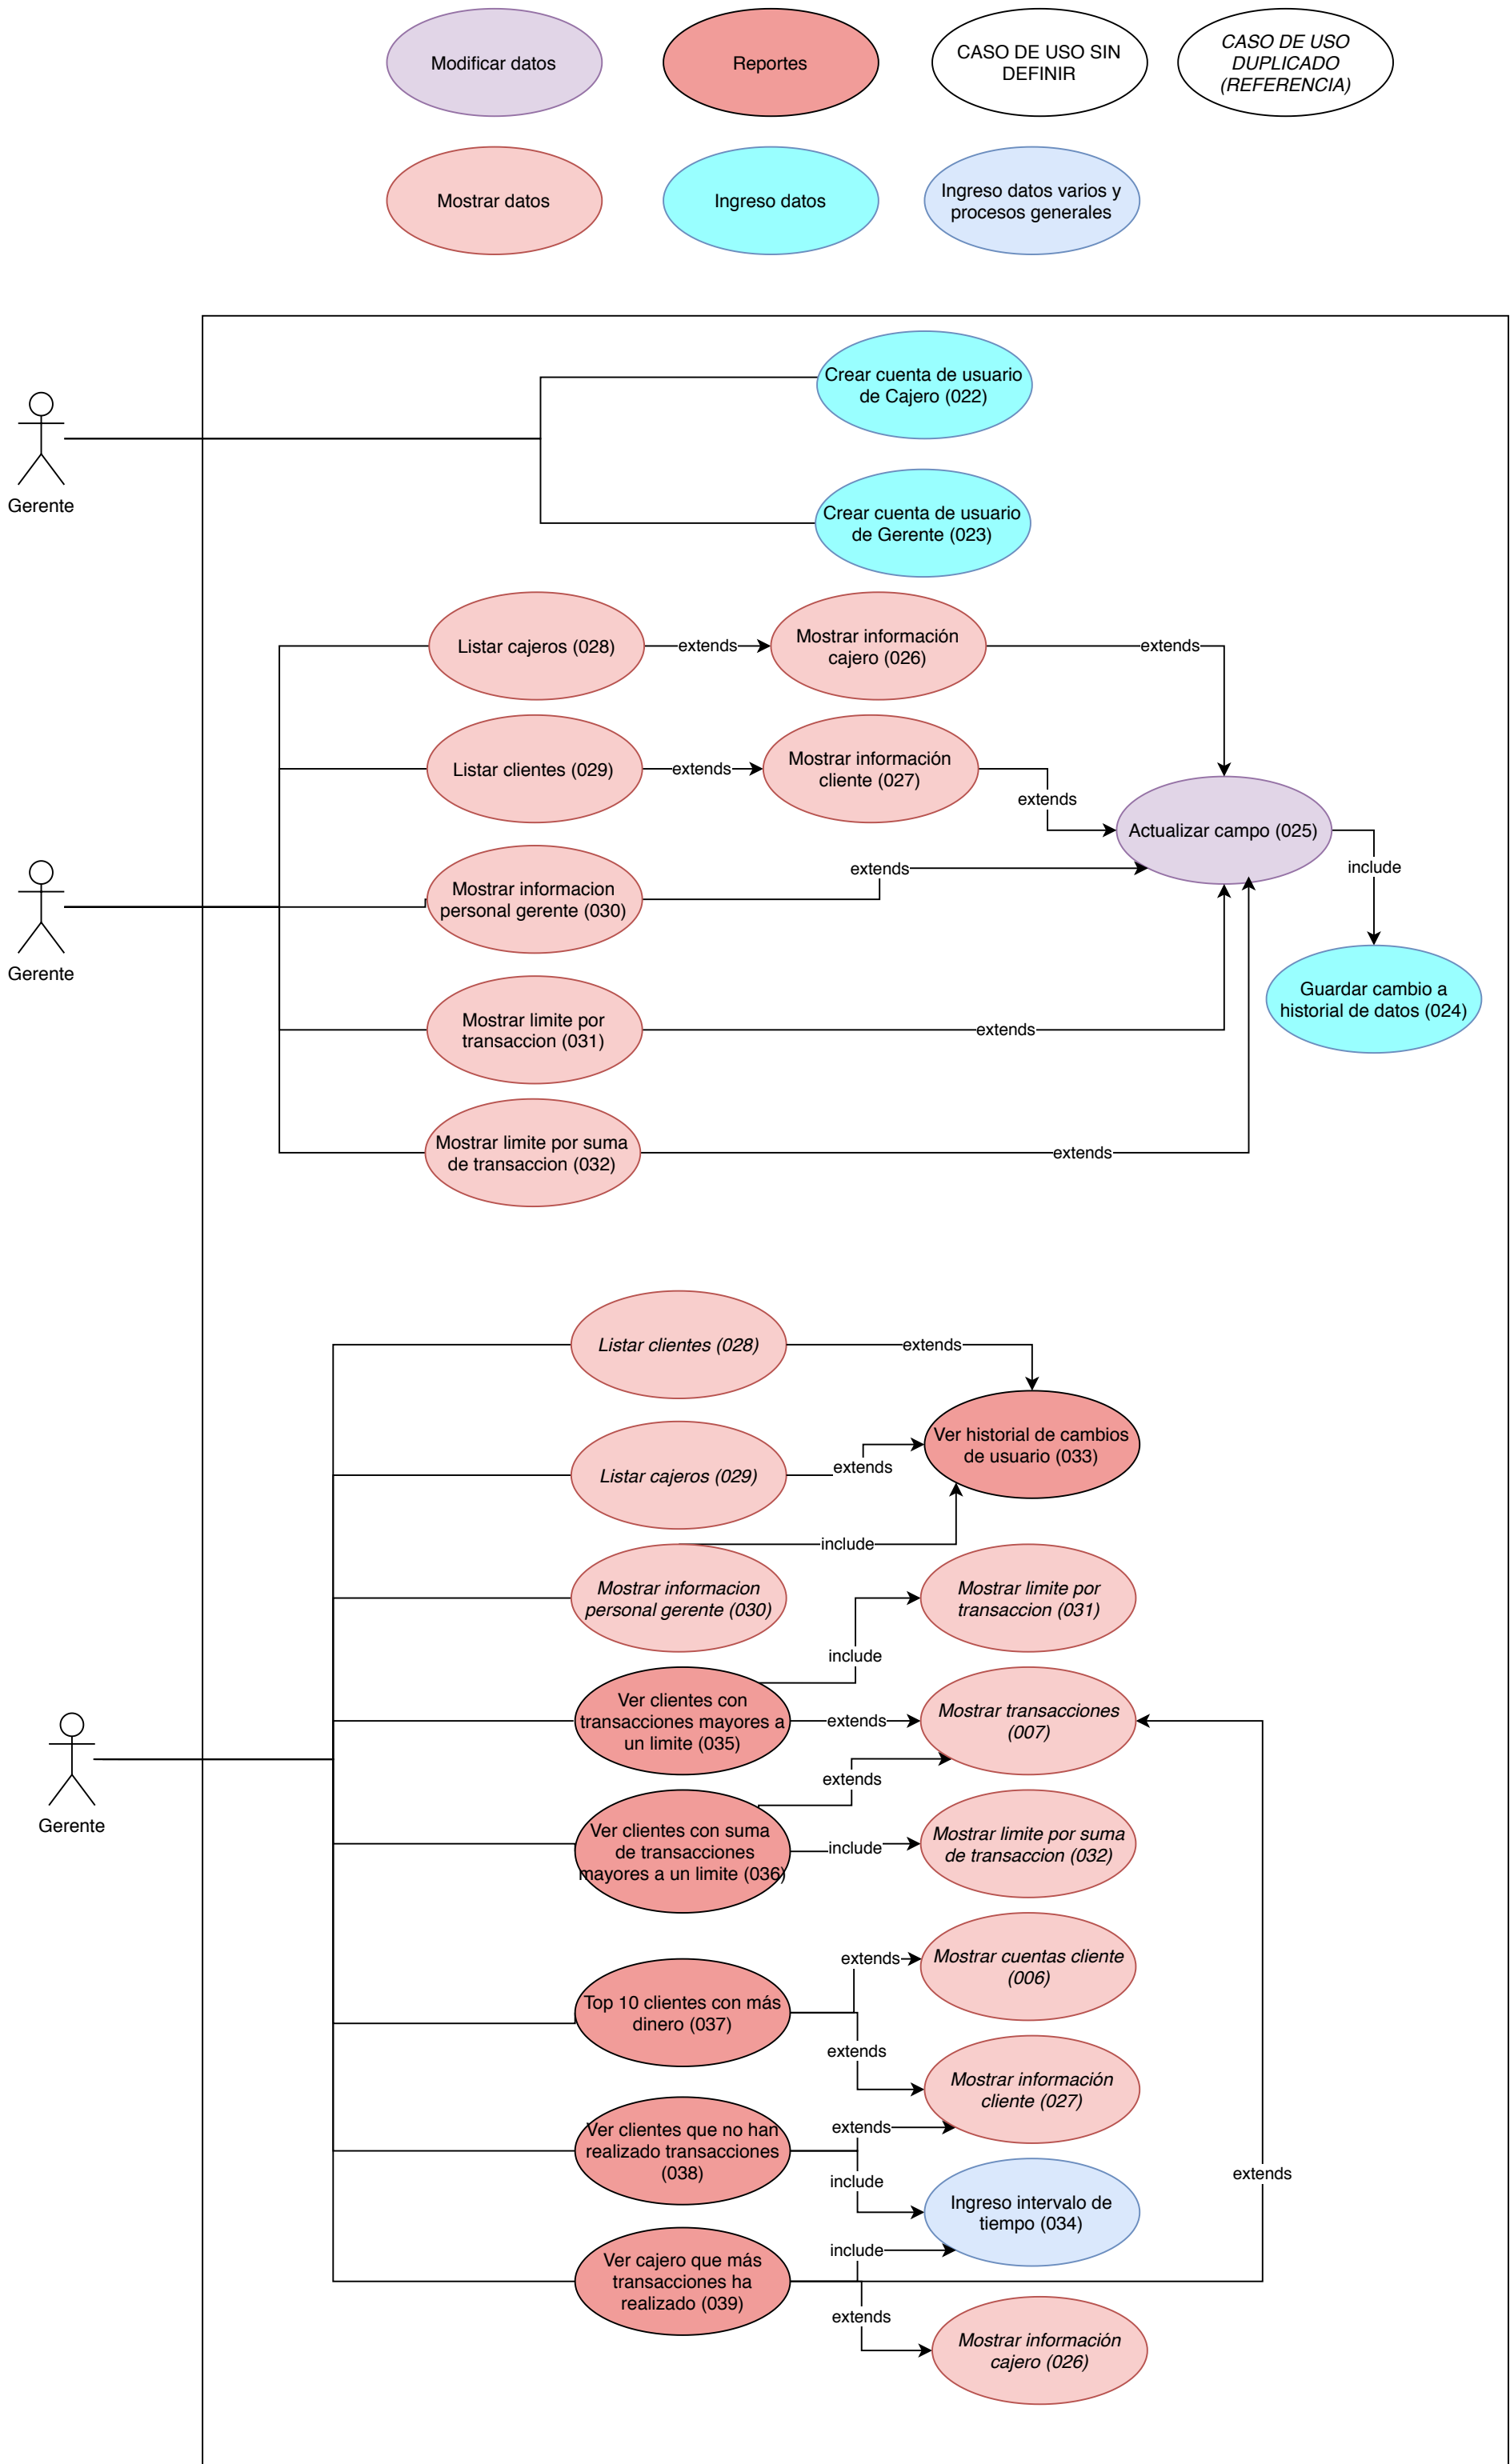 Modificar datos
Reportes
CASO DE USO SIN
DEFINIR
CASO DE USO
DUPLICADO
(REFERENCIA)
Mostrar datos
Ingreso datos
Ingreso datos varios y
procesos generales
Gerente
Crear cuenta de usuario
de Cajero (022)
Crear cuenta de usuario
de Gerente (023)
Gerente
Listar cajeros (028)
extends
Mostrar información
cajero (026)
extends
Listar clientes (029)
extends
Mostrar información
cliente (027)
extends
Actualizar campo (025)
include
Mostrar informacion
personal gerente (030)
extends
Guardar cambio a
historial de datos (024)
Mostrar limite por
transaccion (031)
extends
Mostrar limite por suma
de transaccion (032)
extends
Gerente
Listar clientes (028)
extends
Ver historial de cambios
de usuario (033)
Listar cajeros (029)
extends
include
Mostrar informacion
personal gerente (030)
Mostrar limite por
transaccion (031)
include
Ver clientes con
transacciones mayores a
un limite (035)
extends
Mostrar transacciones
(007)
extends
Ver clientes con suma
de transacciones
mayores a un limite (036)
include
Mostrar limite por suma
de transaccion (032)
extends
Mostrar cuentas cliente
(006)
Top 10 clientes con más
dinero (037)
extends
Mostrar información
cliente (027)
extends
Ver clientes que no han
realizado transacciones
(038)
include
extends
Ingreso intervalo de
tiempo (034)
include
Ver cajero que más
transacciones ha
realizado (039)
extends
Mostrar información
cajero (026)